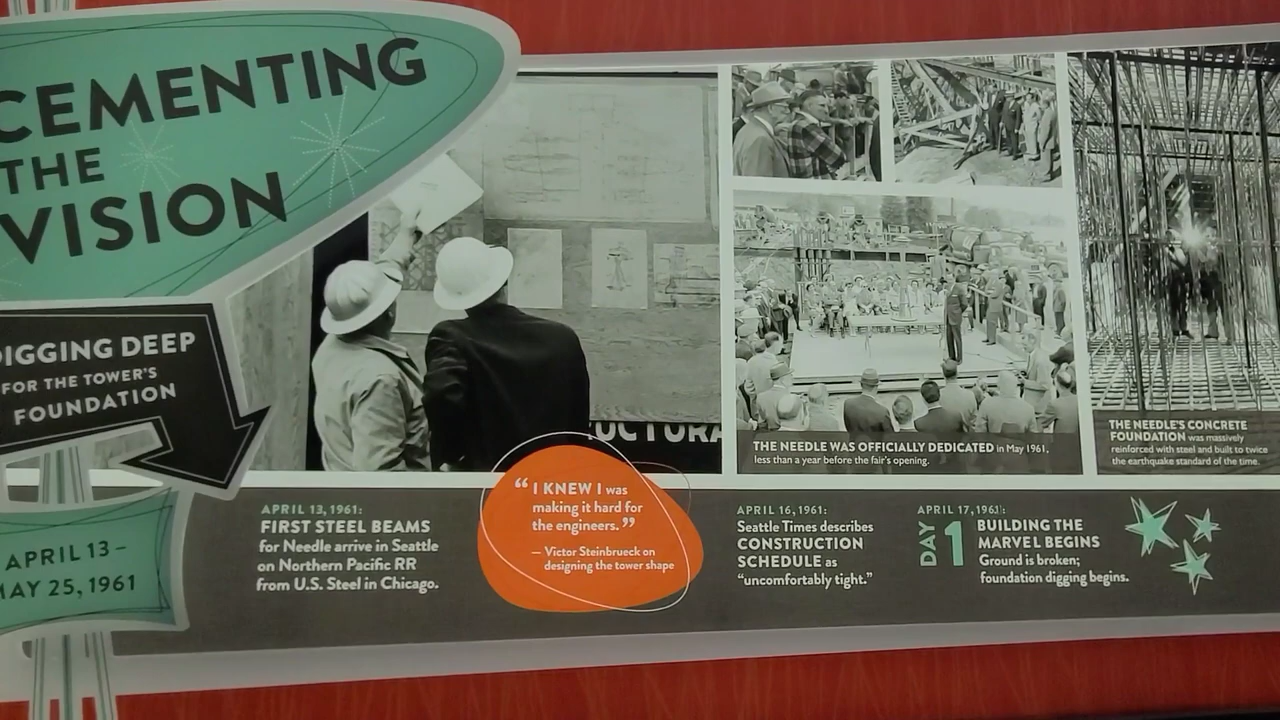 CEMENTING
THE
VISION
DIGGING DEEP
FOR THE TOWER'S
FOUNDATION
APRIL 13 –
MAY 25, 1961
APRIL 13, 1961:
FIRST STEEL BEAMS
for Needle arrive in Seattle
on Northern Pacific RR
from U.S. Steel in Chicago.
“I KNEW I was
making it hard for
the engineers.”
— Victor Steinbrueck on
designing the tower shape
THE NEEDLE WAS OFFICIALLY DEDICATED in May 1961,
less than a year before the fair's opening.
APRIL 16, 1961:
Seattle Times describes
CONSTRUCTION
SCHEDULE as
“uncomfortably tight.”
THE NEEDLE'S CONCRETE
FOUNDATION was massively
reinforced with steel and built to twice
the earthquake standard of the time.
APRIL 17, 1961:
DAY 1
BUILDING THE
MARVEL BEGINS
Ground is broken;
foundation digging begins.